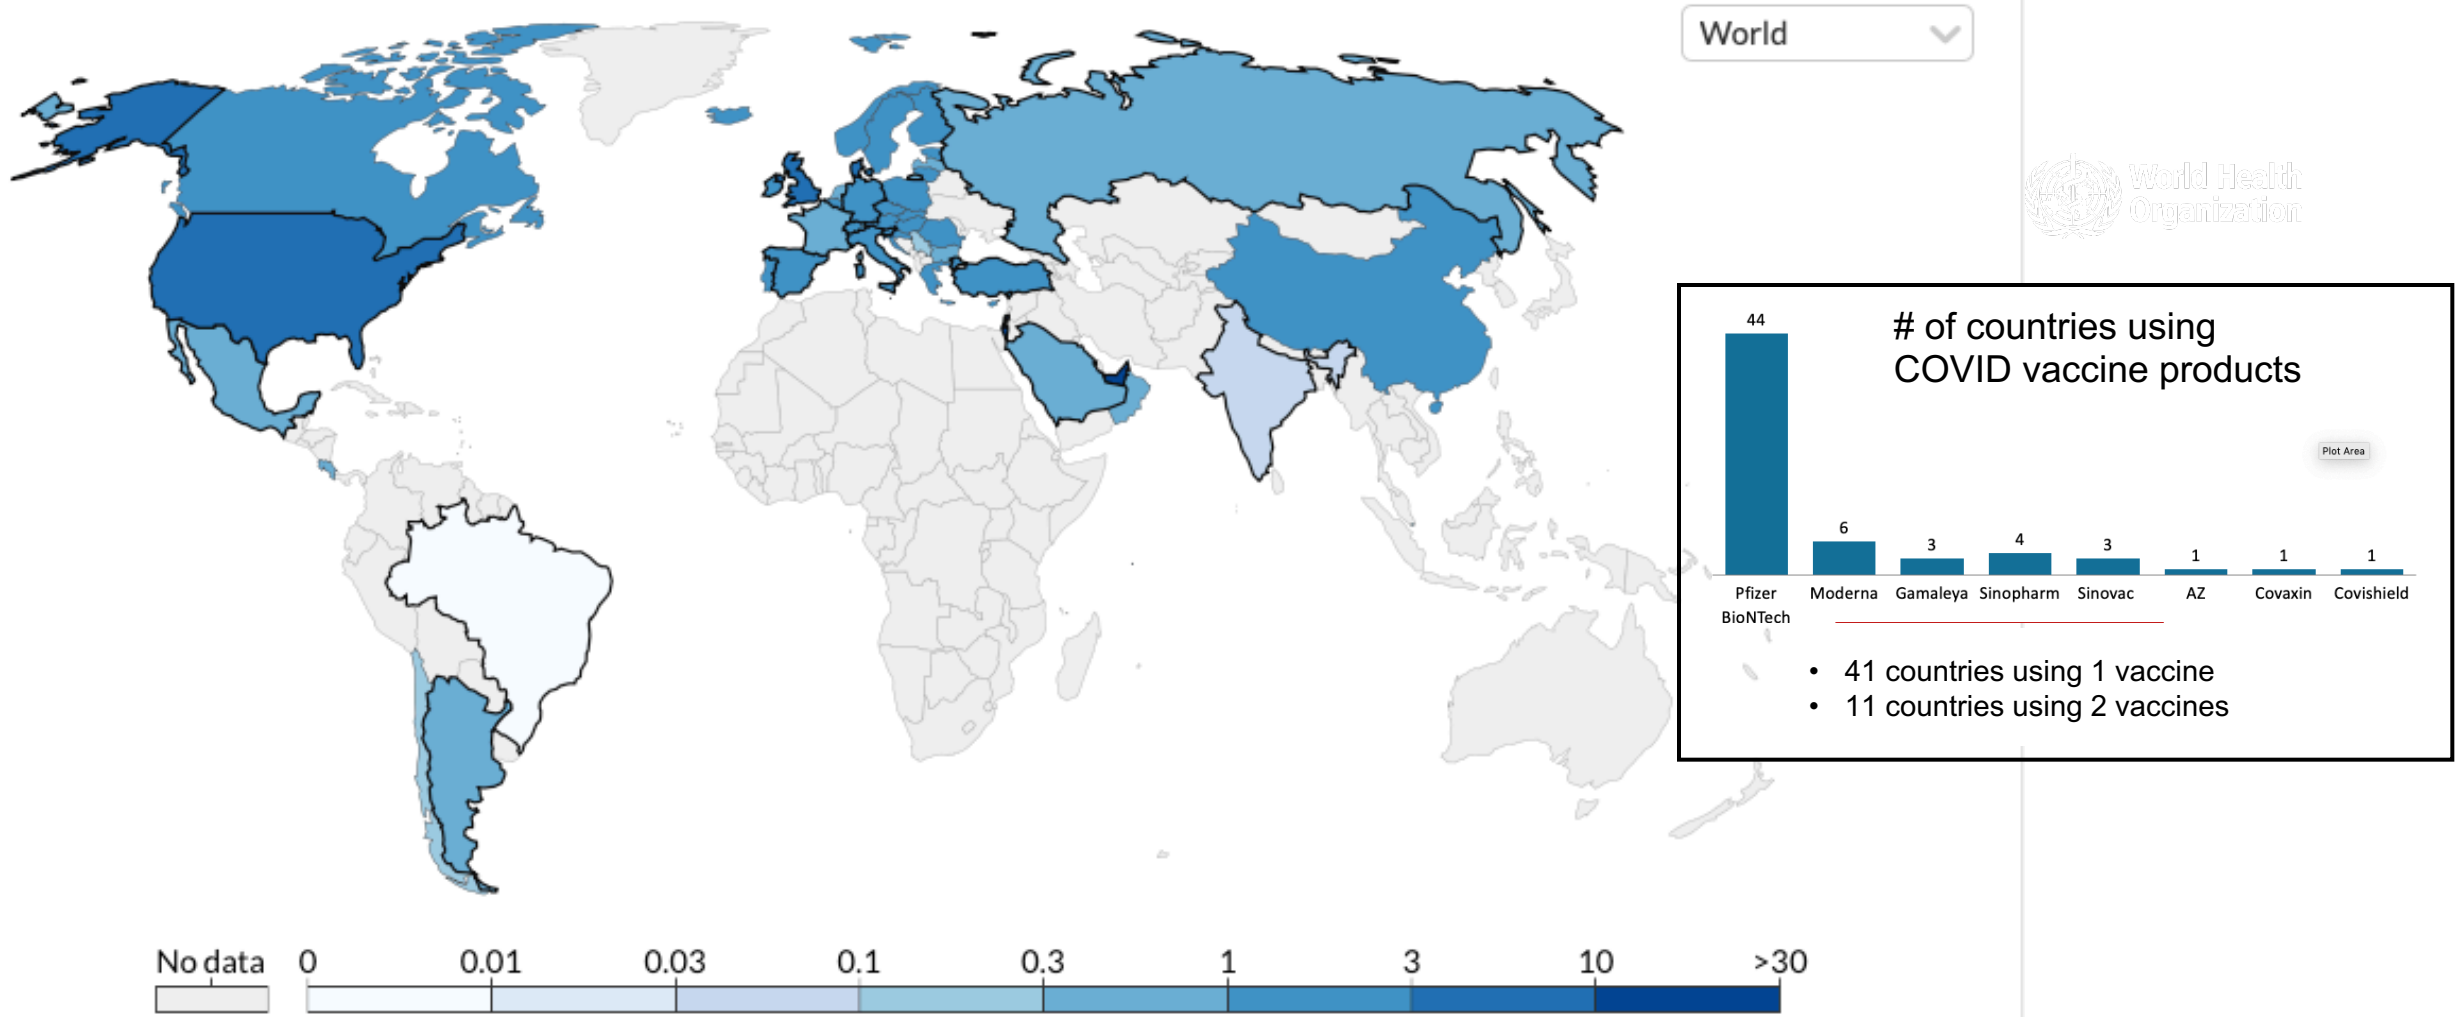 World
World Health
Organization
# of countries using
COVID vaccine products
44
6
3
4
3
1
1
1
Plot Area
Pfizer
BioNTech
Moderna
Gamaleya
Sinopharm
Sinovac
AZ
Covaxin
Covishield
• 41 countries using 1 vaccine
• 11 countries using 2 vaccines
No data
0
0.01
0.03
0.1
0.3
1
3
10
>30